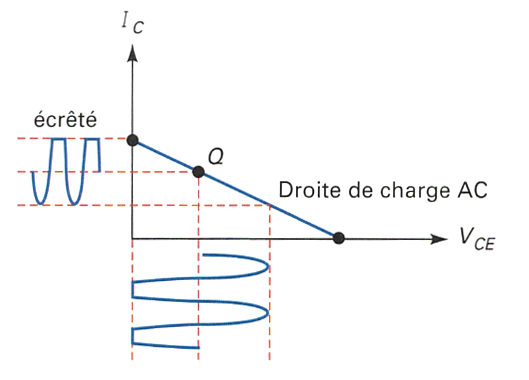 I_C
écrêté
Q
Droite de charge AC
V_CE